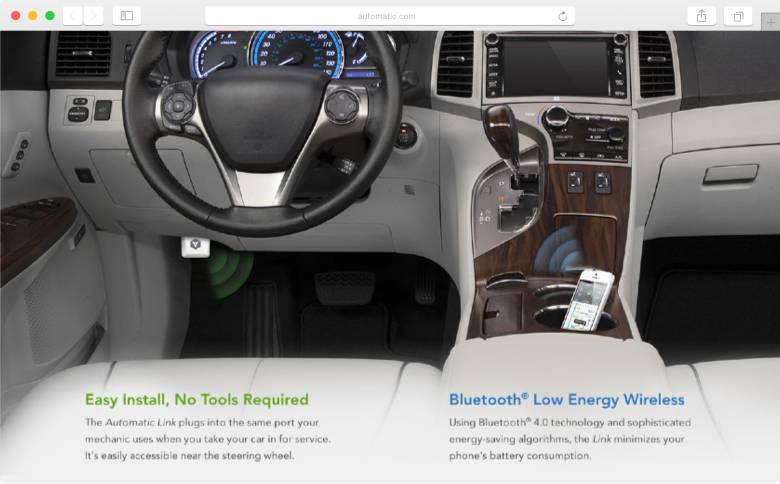 automatic.com
P
Easy Install, No Tools Required
The Automatic Link plugs into the same port your
mechanic uses when you take your car in for service.
It's easily accessible near the steering wheel.
Bluetooth® Low Energy Wireless
Using Bluetooth® 4.0 technology and sophisticated
energy-saving algorithms, the Link minimizes your
phone's battery consumption.